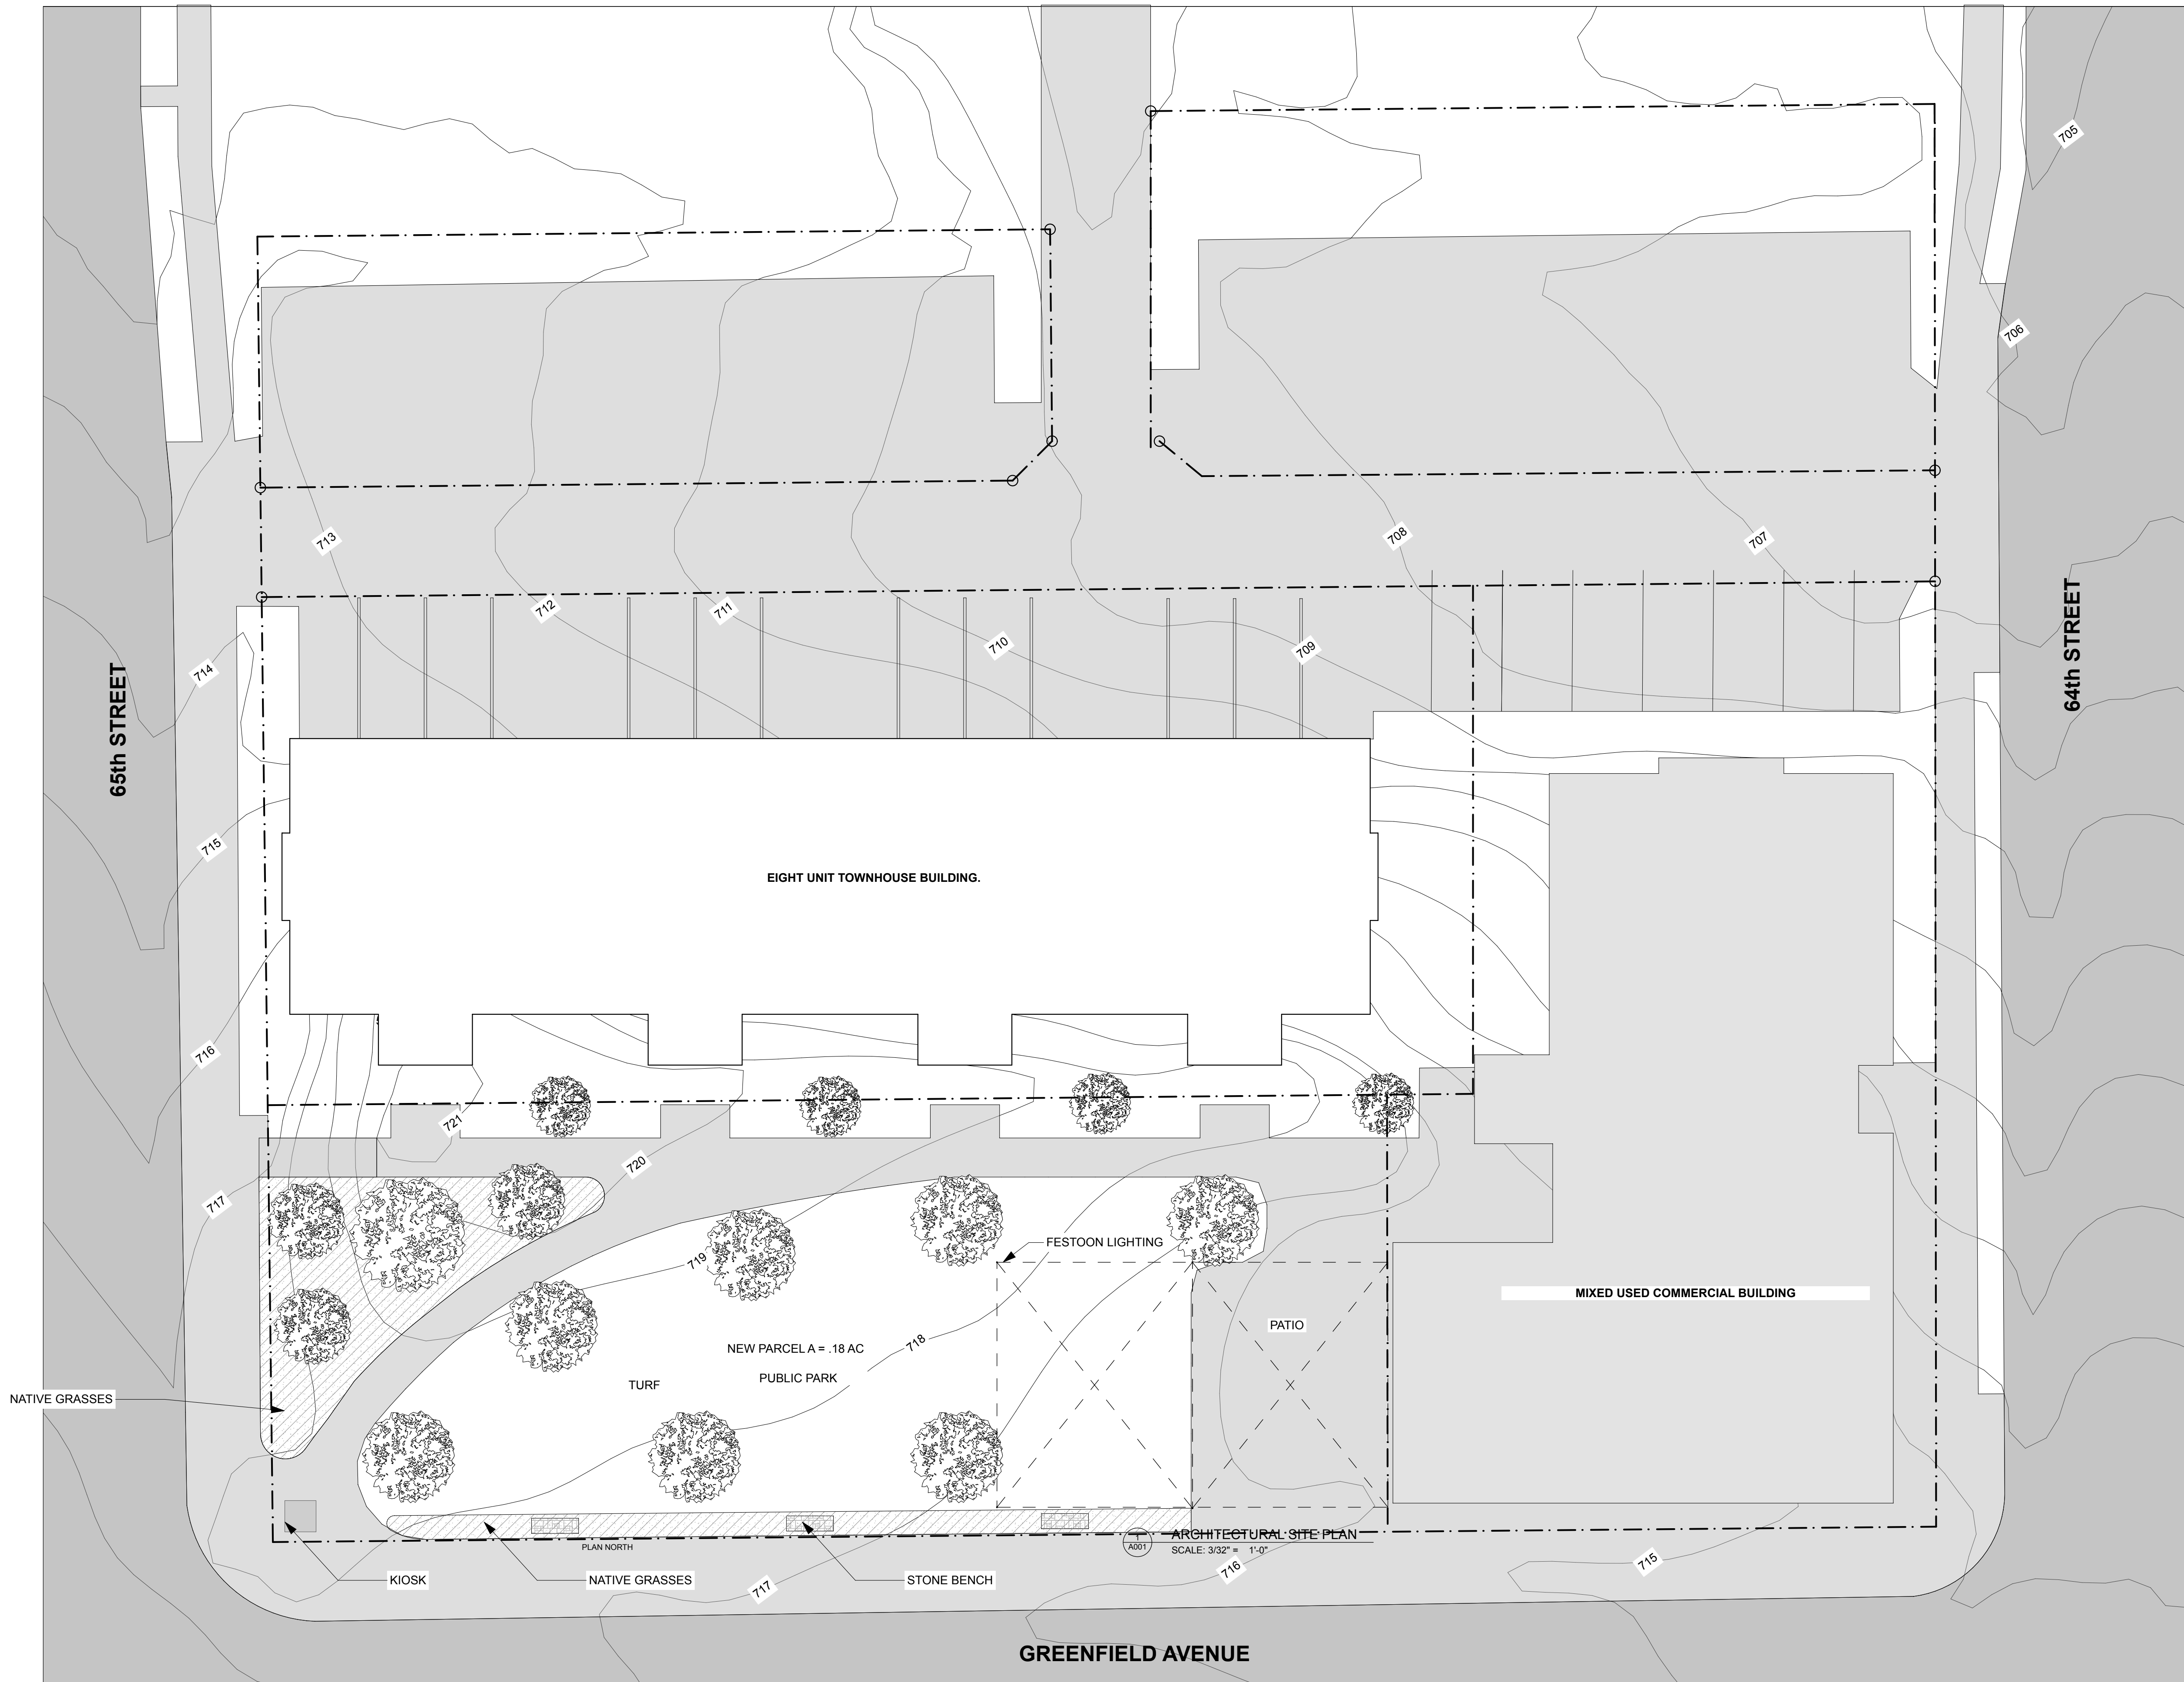 705
706
713
708
707
712
711
710
709
714
65th STREET
64th STREET
715
EIGHT UNIT TOWNHOUSE BUILDING.
716
721
720
717
FESTOON LIGHTING
719
MIXED USED COMMERCIAL BUILDING
PATIO
718
NEW PARCEL A = .18 AC
PUBLIC PARK
TURF
NATIVE GRASSES
1
A001
ARCHITECTURAL SITE PLAN
SCALE: 3/32" = 1'-0"
PLAN NORTH
KIOSK
NATIVE GRASSES
STONE BENCH
717
716
715
GREENFIELD AVENUE